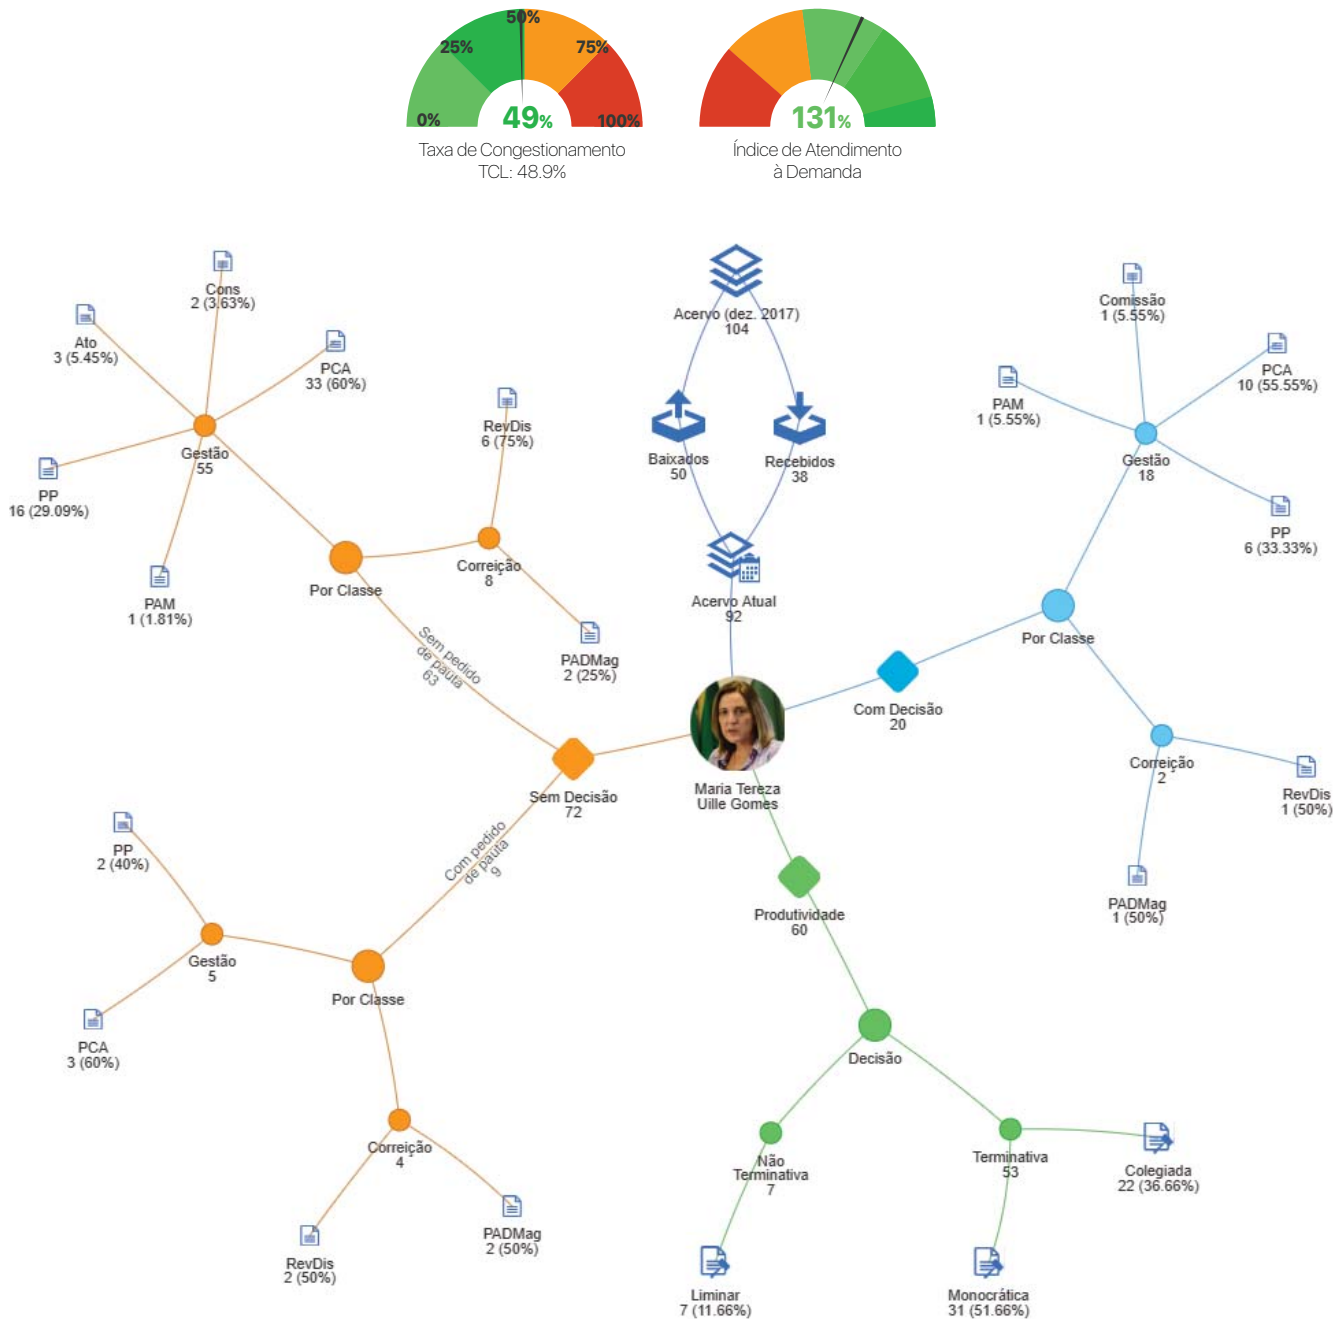 0%
25%
50%
75%
100%
49%
Taxa de Congestionamento
TCL: 48.9%
131%
Índice de Atendimento
à Demanda
Cons
2 (3.63%)
Ato
3 (5.45%)
PCA
33 (60%)
Gestão
55
PP
16 (29.09%)
PAM
1 (1.81%)
RevDis
6 (75%)
Correição
8
PADMag
2 (25%)
Por Classe
Sem pedido
de pauta
63
Acervo (dez. 2017)
104
Baixados
50
Recebidos
38
Acervo Atual
92
Comissão
1 (5.55%)
PCA
10 (55.55%)
PAM
1 (5.55%)
Gestão
18
PP
6 (33.33%)
Por Classe
Com Decisão
20
Correição
2
RevDis
1 (50%)
PADMag
1 (50%)
Maria Tereza
Uille Gomes
Sem Decisão
72
Com pedido
de pauta
9
PP
2 (40%)
Gestão
5
PCA
3 (60%)
Por Classe
Correição
4
RevDis
2 (50%)
PADMag
2 (50%)
Produtividade
60
Decisão
Não
Terminativa
7
Terminativa
53
Colegiada
22 (36.66%)
Liminar
7 (11.66%)
Monocrática
31 (51.66%)